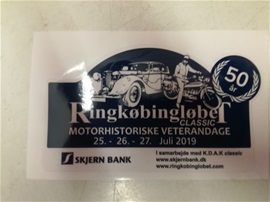 50
år
Ringkøbingløbet
CLASSIC
MOTORHISTORISKE VETERANDAGE
25. - 26. - 27. Juli 2019
SKJERN BANK
I samarbejde med K.D.A.K classic
www.skjernbank.dk
www.ringkobinglobet.com